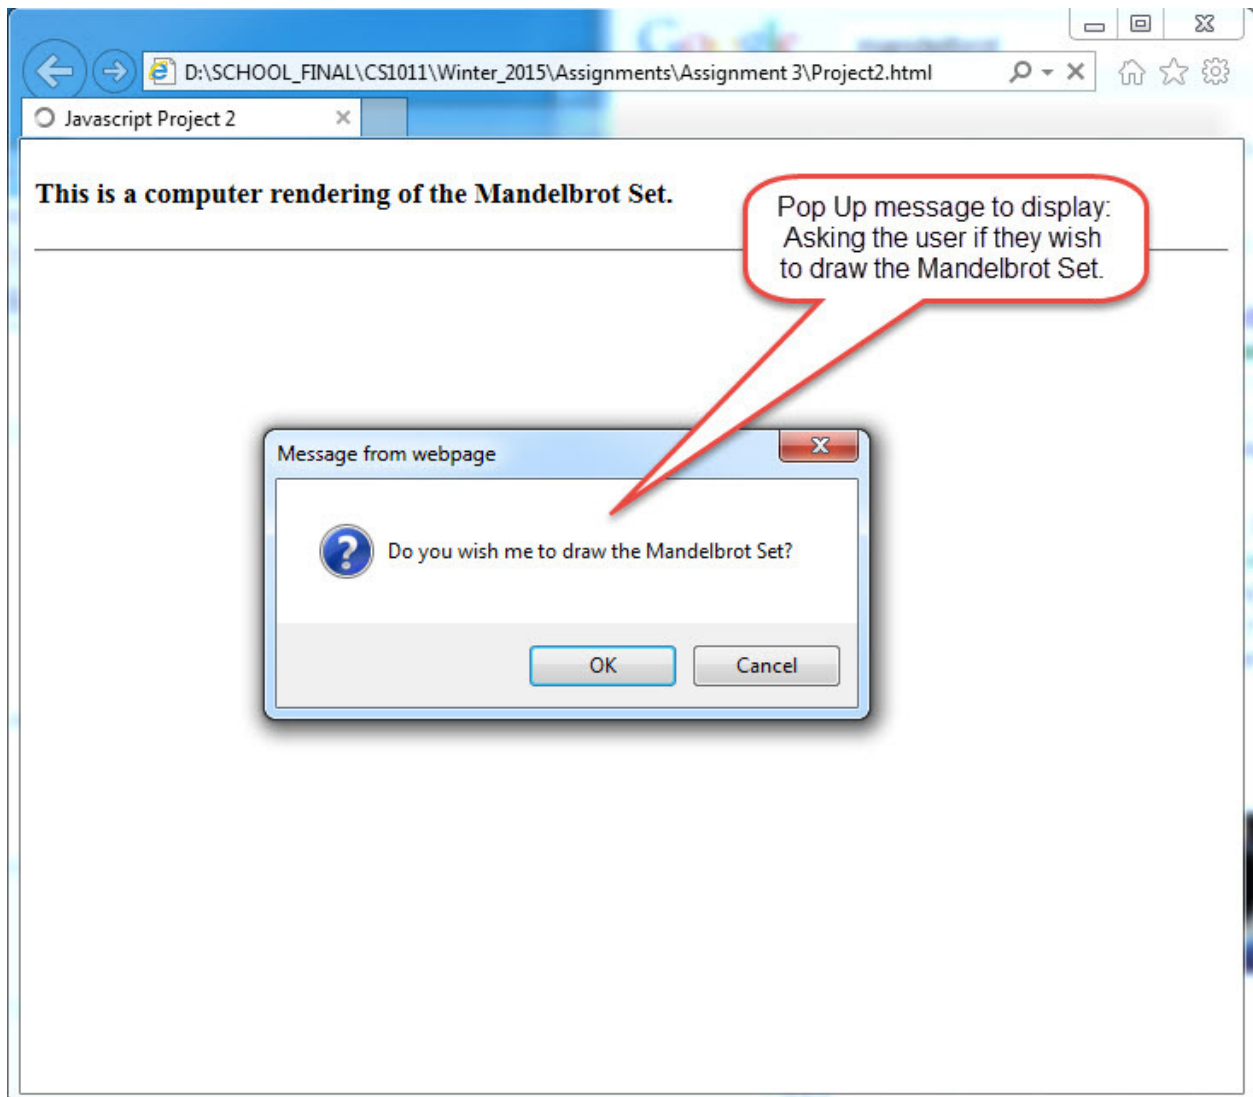 Google
D:\SCHOOL_FINAL\CS1011\Winter_2015\Assignments\Assignment 3\Project2.html
Javascript Project 2
This is a computer rendering of the Mandelbrot Set.
Pop Up message to display:
Asking the user if they wish
to draw the Mandelbrot Set.
Message from webpage
Do you wish me to draw the Mandelbrot Set?
OK
Cancel